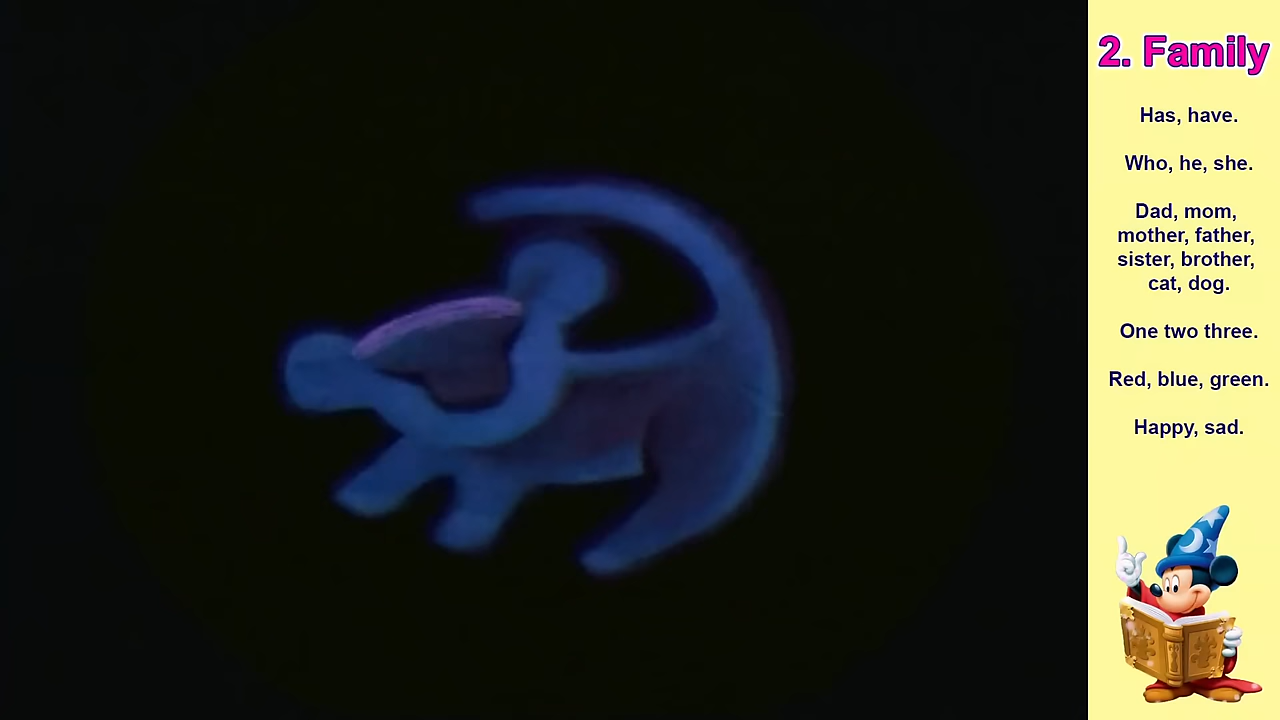 2. Family
Has, have.
Who, he, she.
Dad, mom,
mother, father,
sister, brother,
cat, dog.
One two three.
Red, blue, green.
Happy, sad.